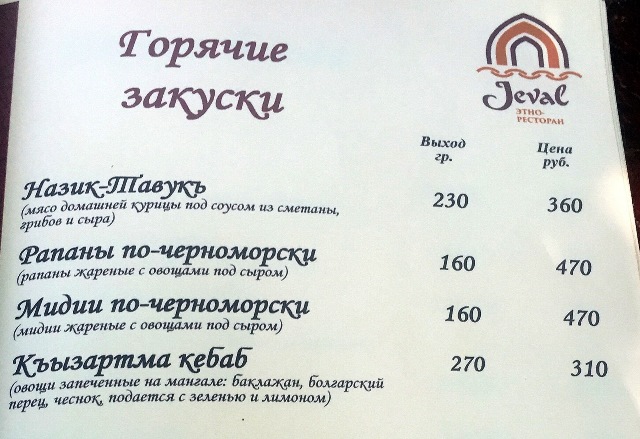 Горячие
закуски
Jeval
ЭТНО-
РЕСТОРАН
Выход
гр.
Цена
руб.
Назик-Тавукъ 230 360
(мясо домашней курицы под соусом из сметаны,
грибов и сыра)
Рапаны по-черноморски 160 470
(рапаны жареные с овощами под сыром)
Мидии по-черноморски 160 470
(мидии жареные с овощами под сыром)
Къызартма кебаб 270 310
(овощи запеченные на мангале: баклажан, болгарский
перец, чеснок, подается с зеленью и лимоном)